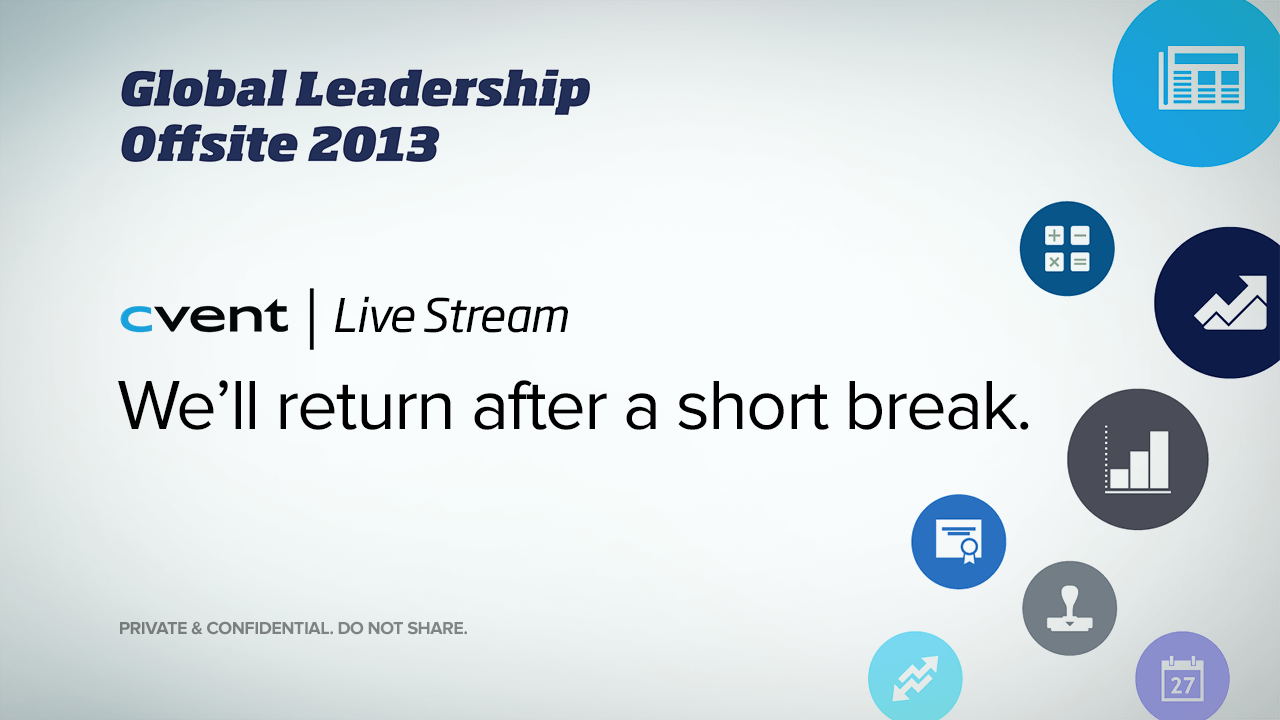 Global Leadership
Offsite 2013
cvent | Live Stream
We’ll return after a short break.
PRIVATE & CONFIDENTIAL. DO NOT SHARE.
27